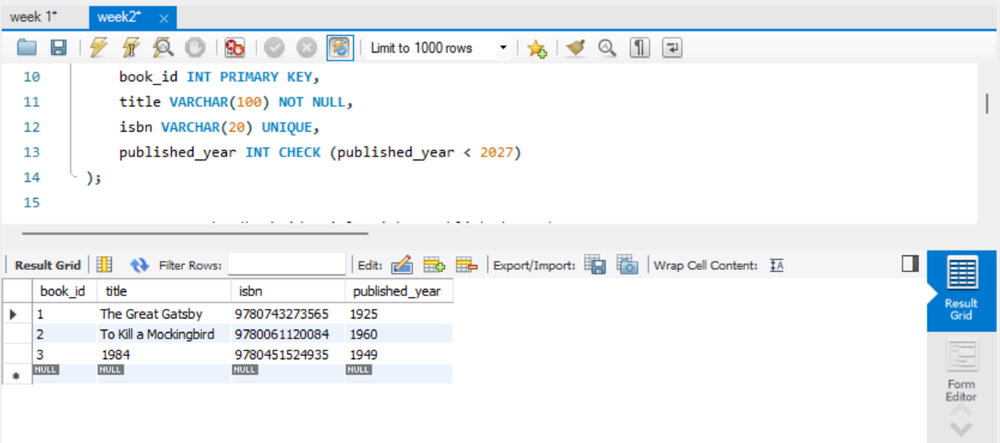 week 1*
week2* ×
Limit to 1000 rows
10 book_id INT PRIMARY KEY,
11 title VARCHAR(100) NOT NULL,
12 isbn VARCHAR(20) UNIQUE,
13 published_year INT CHECK (published_year < 2027)
14 );
15
Result Grid Filter Rows: Edit: Export/Import: Wrap Cell Content:
book_id title isbn published_year
1 The Great Gatsby 9780743273565 1925
2 To Kill a Mockingbird 9780061120084 1960
3 1984 9780451524935 1949
NULL NULL NULL NULL
Result
Grid
Form
Editor